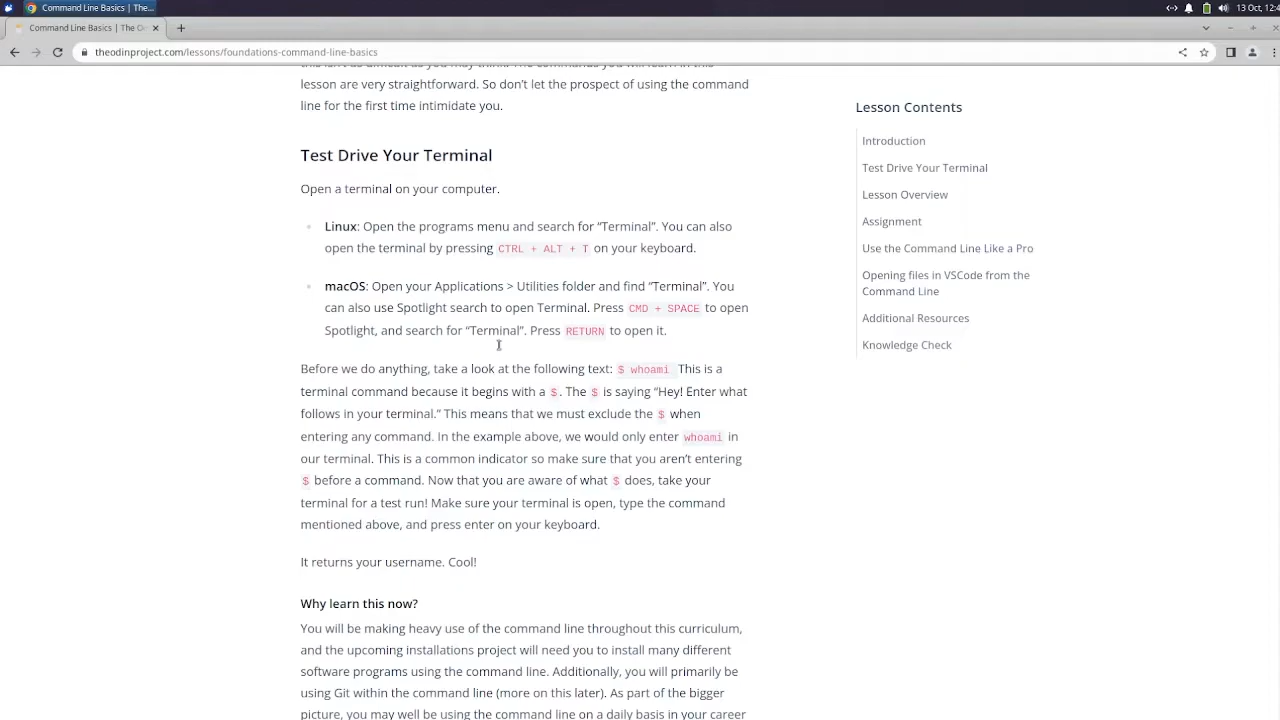 Command Line Basics | The...
13 Oct, 12:4
Command Line Basics | The O
theodinproject.com/lessons/foundations-command-line-basics
this isn't as difficult as you may think. The commands you will learn in this
lesson are very straightforward. So don't let the prospect of using the command
line for the first time intimidate you.
Test Drive Your Terminal
Open a terminal on your computer.
Linux: Open the programs menu and search for “Terminal”. You can also
open the terminal by pressing CTRL + ALT + T on your keyboard.
macOS: Open your Applications > Utilities folder and find “Terminal”. You
can also use Spotlight search to open Terminal. Press CMD + SPACE to open
Spotlight, and search for “Terminal”. Press RETURN to open it.
Before we do anything, take a look at the following text: $ whoami This is a
terminal command because it begins with a $. The $ is saying “Hey! Enter what
follows in your terminal.” This means that we must exclude the $ when
entering any command. In the example above, we would only enter whoami in
our terminal. This is a common indicator so make sure that you aren’t entering
$ before a command. Now that you are aware of what $ does, take your
terminal for a test run! Make sure your terminal is open, type the command
mentioned above, and press enter on your keyboard.
It returns your username. Cool!
Why learn this now?
You will be making heavy use of the command line throughout this curriculum,
and the upcoming installations project will need you to install many different
software programs using the command line. Additionally, you will primarily be
using Git within the command line (more on this later). As part of the bigger
picture, you may well be using the command line on a daily basis in your career
Lesson Contents
Introduction
Test Drive Your Terminal
Lesson Overview
Assignment
Use the Command Line Like a Pro
Opening files in VSCode from the
Command Line
Additional Resources
Knowledge Check